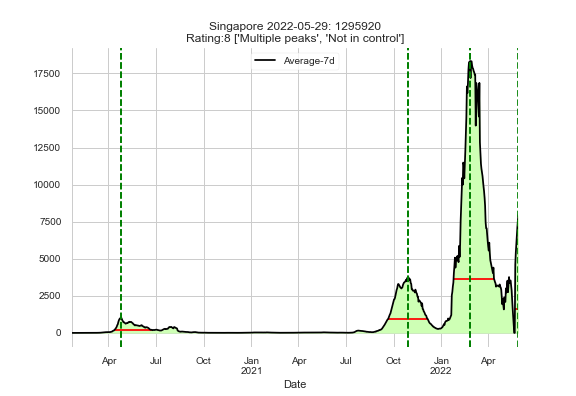 Singapore 2022-05-29: 1295920
Rating:8 ['Multiple peaks', 'Not in control']
Average-7d
17500
15000
12500
10000
7500
5000
2500
0
Apr Jul Oct Jan Apr Jul Oct Jan Apr
2021 2022
Date